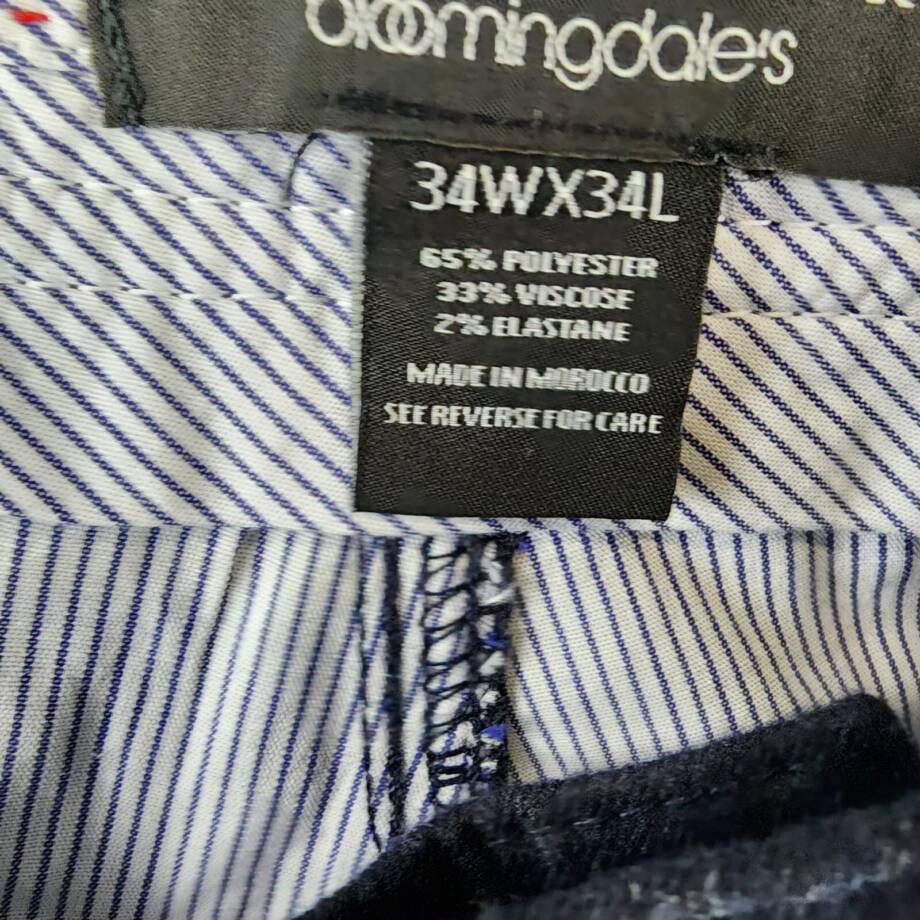 bloomingdale's
34WX34L
65% POLYESTER
33% VISCOSE
2% ELASTANE
MADE IN MOROCCO
SEE REVERSE FOR CARE